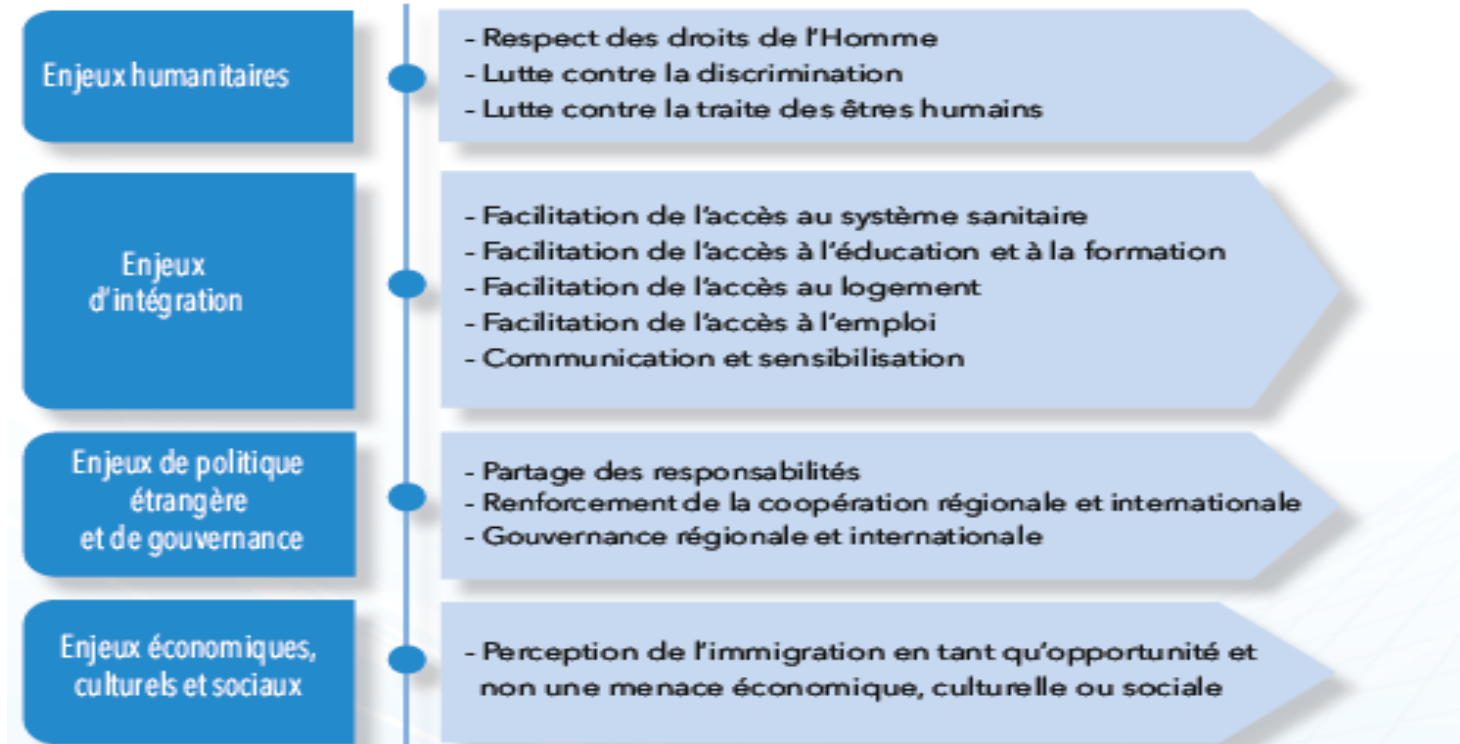 Enjeux humanitaires
- Respect des droits de l'Homme
- Lutte contre la discrimination
- Lutte contre la traite des êtres humains
Enjeux
d'intégration
- Facilitation de l'accès au système sanitaire
- Facilitation de l'accès à l'éducation et à la formation
- Facilitation de l'accès au logement
- Facilitation de l'accès à l'emploi
- Communication et sensibilisation
Enjeux de politique
étrangère
et de gouvernance
- Partage des responsabilités
- Renforcement de la coopération régionale et internationale
- Gouvernance régionale et internationale
Enjeux économiques,
culturels et sociaux
- Perception de l'immigration en tant qu'opportunité et
non une menace économique, culturelle ou sociale